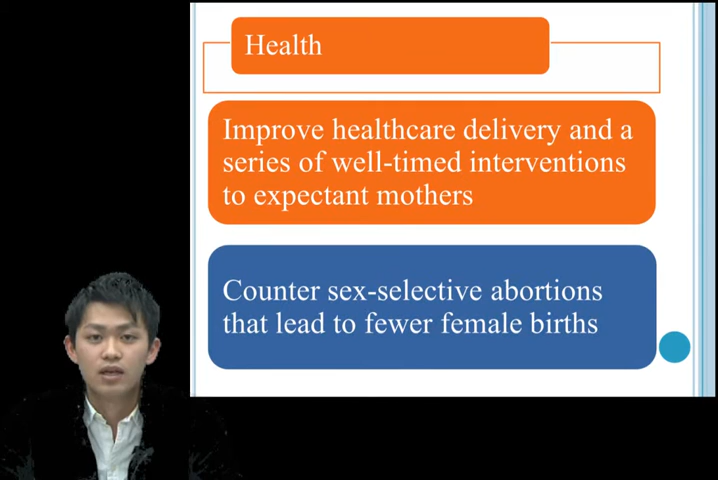 Health
Improve healthcare delivery and a
series of well-timed interventions
to expectant mothers
Counter sex-selective abortions
that lead to fewer female births